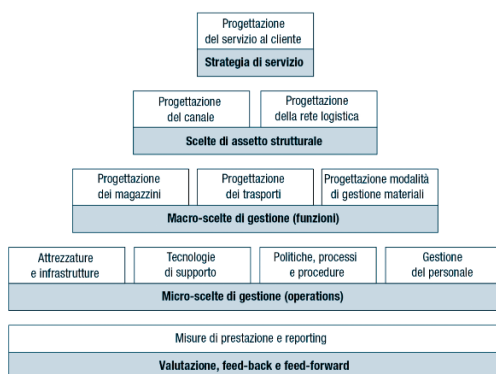 Progettazione
del servizio al cliente
Strategia di servizio
Progettazione
del canale
Progettazione
della rete logistica
Scelte di assetto strutturale
Progettazione
dei magazzini
Progettazione
dei trasporti
Progettazione modalità
di gestione materiali
Macro-scelte di gestione (funzioni)
Attrezzature
e infrastrutture
Tecnologie
di supporto
Politiche, processi
e procedure
Gestione
del personale
Micro-scelte di gestione (operations)
Misure di prestazione e reporting
Valutazione, feed-back e feed-forward